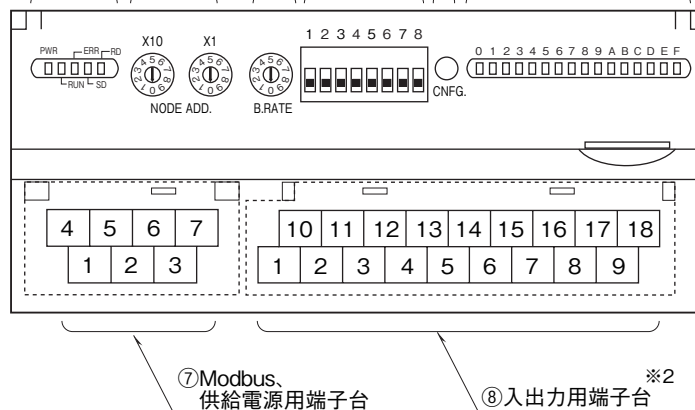 X10 X1 1 2 3 4 5 6 7 8
PWR ERR RD 0 1 2 3 4 5 6 7 8 9 A B C D E F
RUN SD CNFG.
NODE ADD. B.RATE
4 5 6 7 10 11 12 13 14 15 16 17 18
1 2 3 1 2 3 4 5 6 7 8 9
⑦Modbus、
供給電源用端子台
※2
⑧入出力用端子台